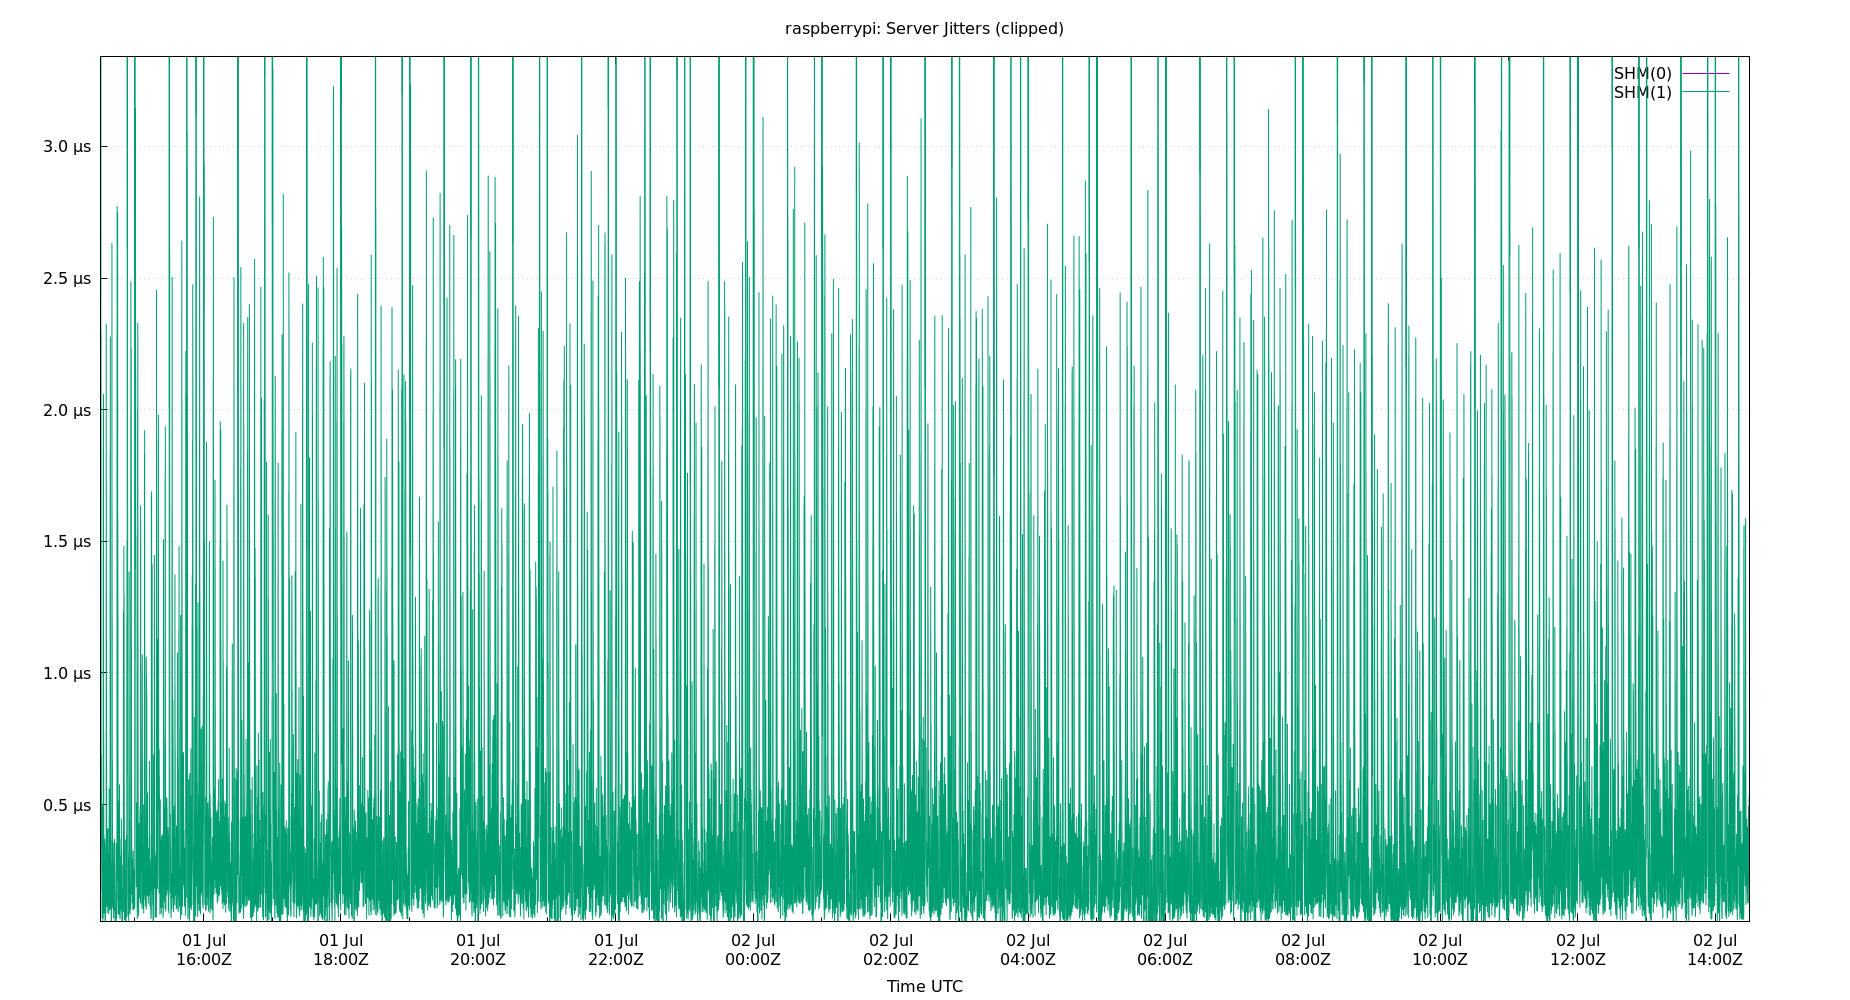 raspberrypi: Server Jitters (clipped)
SHM(0)
SHM(1)
3.0 µs
2.5 µs
2.0 µs
1.5 µs
1.0 µs
0.5 µs
01 Jul 01 Jul 01 Jul 01 Jul 02 Jul 02 Jul 02 Jul 02 Jul 02 Jul 02 Jul 02 Jul 02 Jul
16:00Z 18:00Z 20:00Z 22:00Z 00:00Z 02:00Z 04:00Z 06:00Z 08:00Z 10:00Z 12:00Z 14:00Z
Time UTC